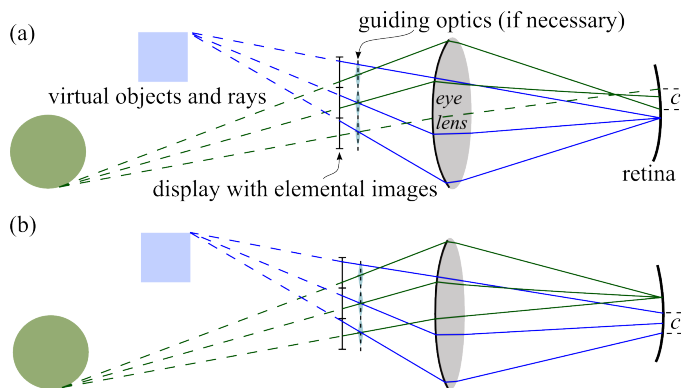 guiding optics (if necessary)
(a)
virtual objects and rays
eye
lens
c
display with elemental images
retina
(b)
c